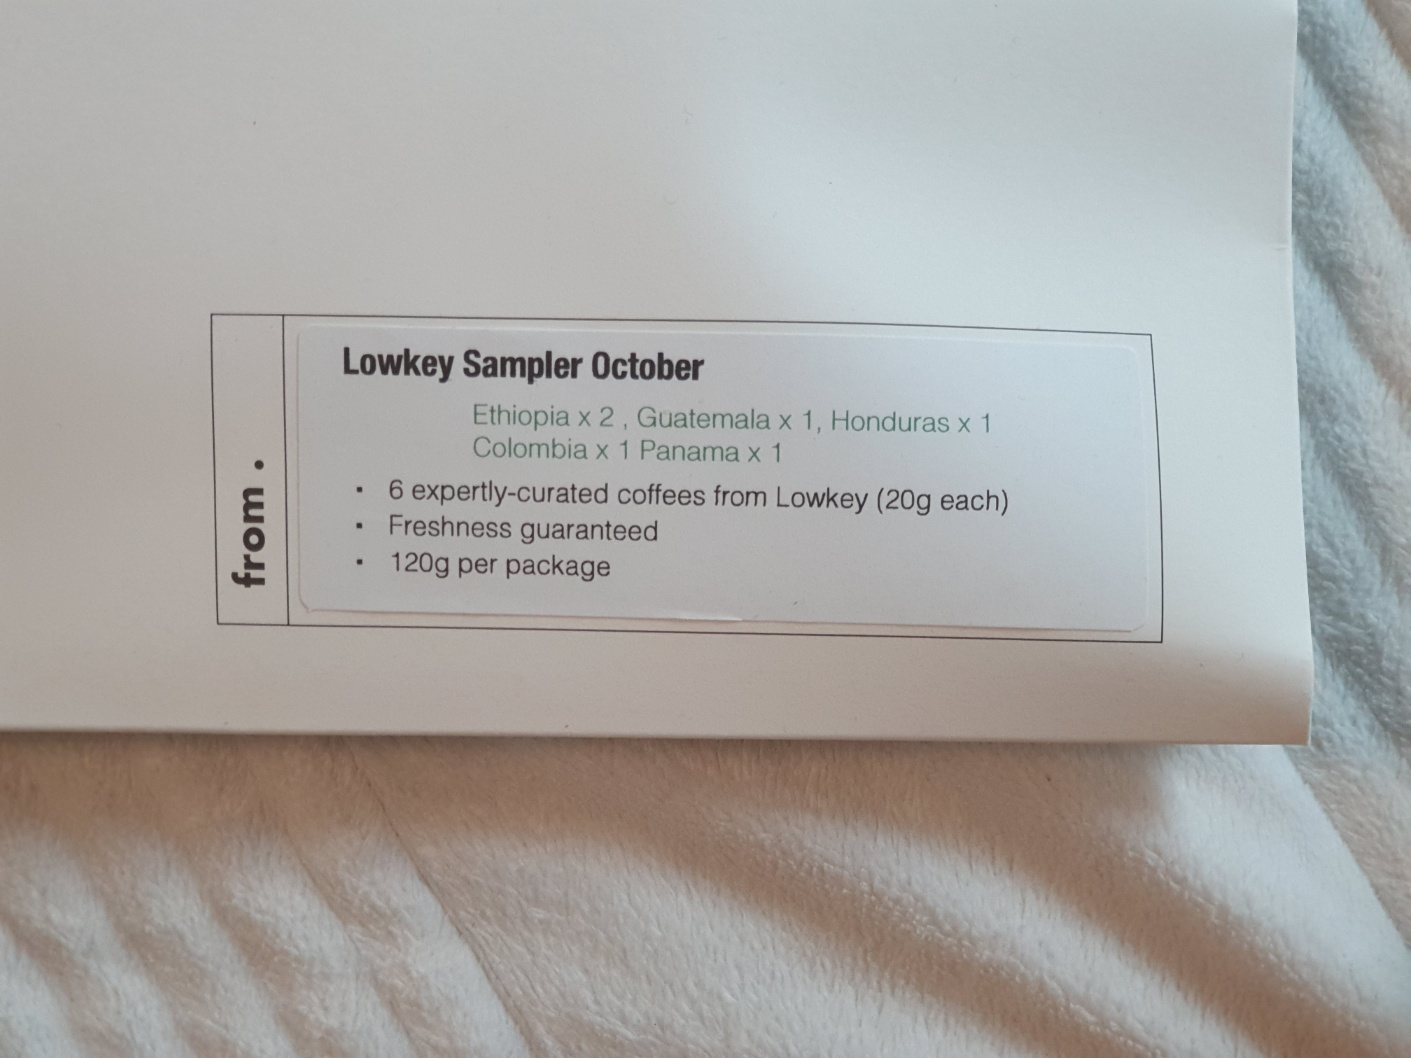 from .
Lowkey Sampler October
Ethiopia x 2 , Guatemala x 1, Honduras x 1
Colombia x 1 Panama x 1
▪ 6 expertly-curated coffees from Lowkey (20g each)
▪ Freshness guaranteed
▪ 120g per package